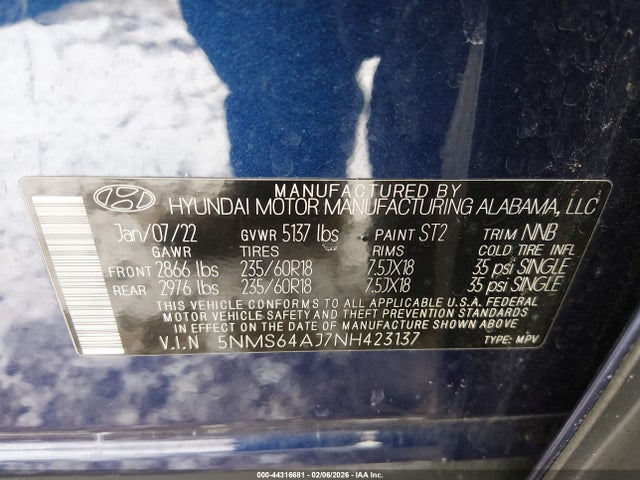 MANUFACTURED BY
HYUNDAI MOTOR MANUFACTURING ALABAMA, LLC
Jan/07/22 GVWR 5137 lbs PAINT ST2 TRIM NNB
GAWR TIRES RIMS COLD TIRE INFL
FRONT 2866 lbs 235/60R18 7.5JX18 35 psi SINGLE
REAR 2976 lbs 235/60R18 7.5JX18 35 psi SINGLE
THIS VEHICLE CONFORMS TO ALL APPLICABLE U.S.A. FEDERAL
MOTOR VEHICLE SAFETY AND THEFT PREVENTION STANDARDS
IN EFFECT ON THE DATE OF MANUFACTURE SHOWN ABOVE.
V.I.N 5NMS64AJ7NH423137 TYPE: MPV
000-44316681 - 02/06/2026 - IAA Inc.